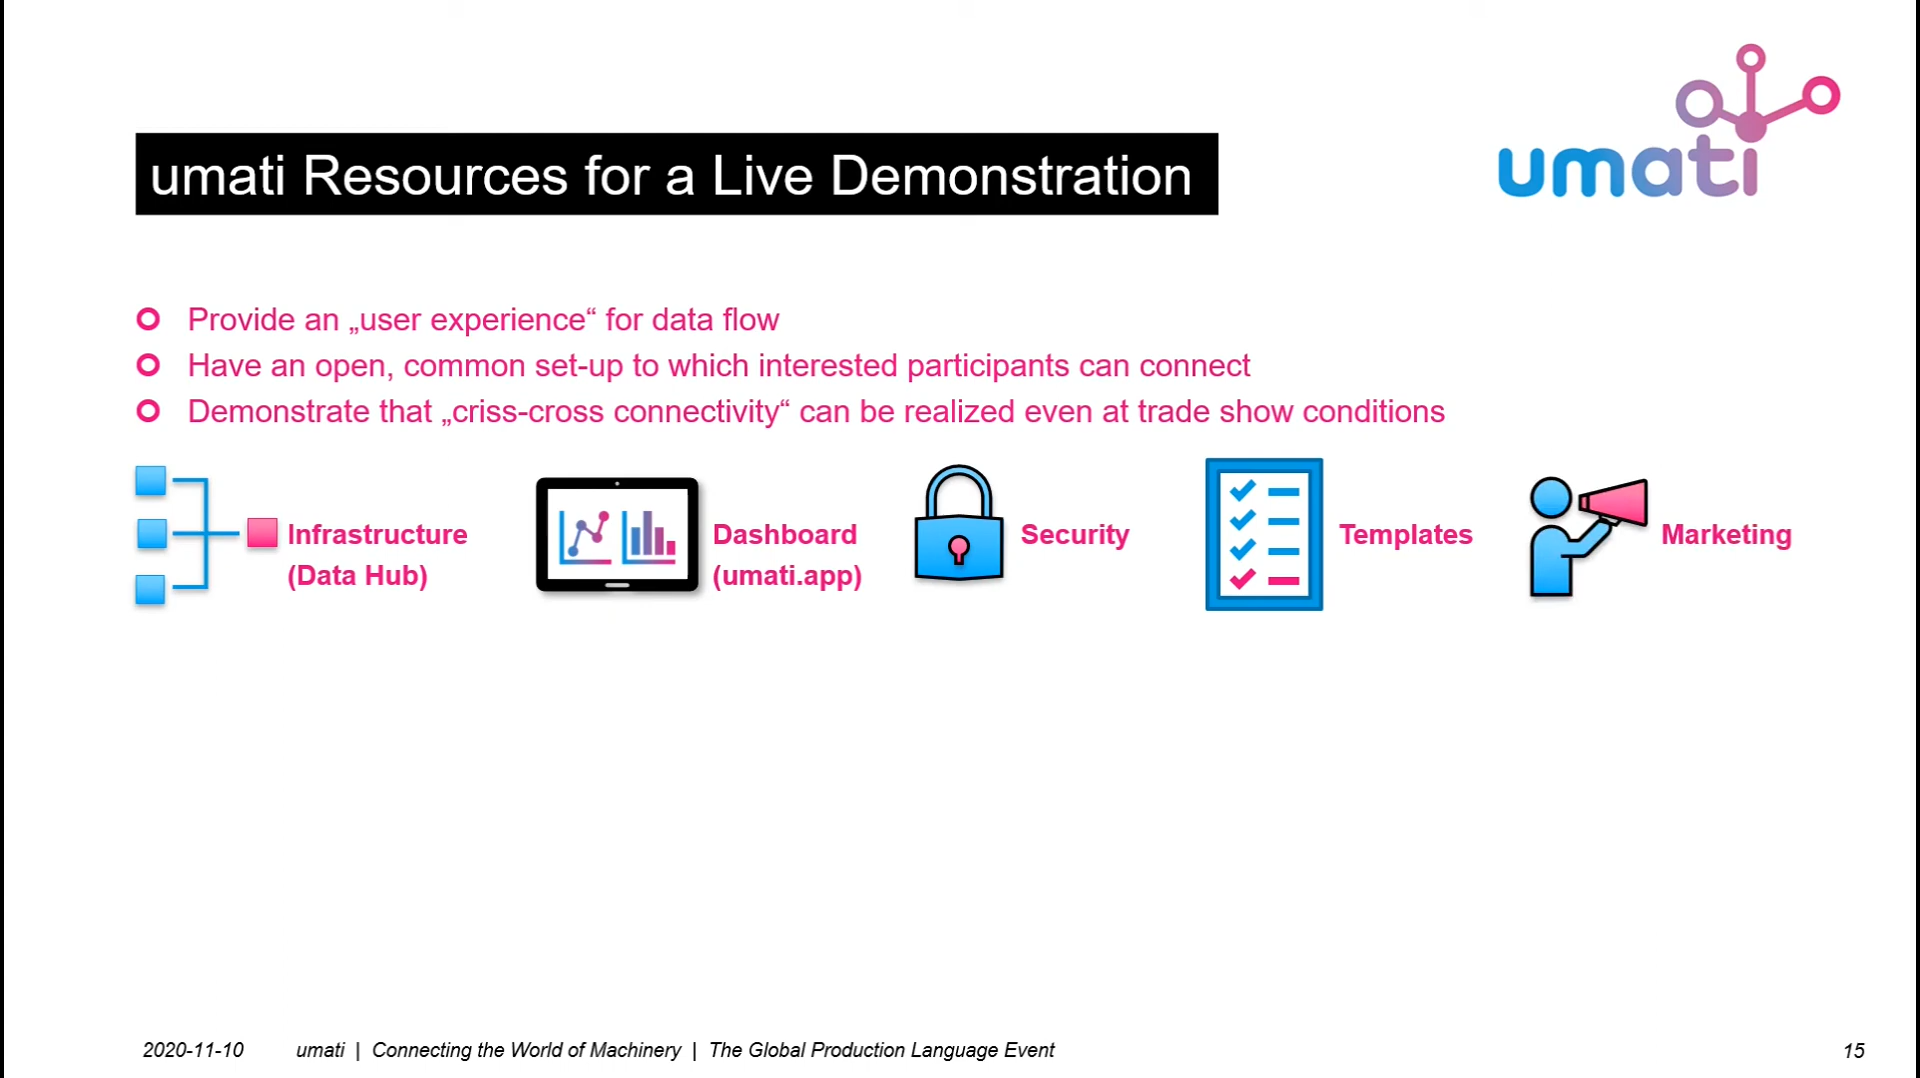 umati
umati Resources for a Live Demonstration
Provide an „user experience“ for data flow
Have an open, common set-up to which interested participants can connect
Demonstrate that „criss-cross connectivity“ can be realized even at trade show conditions
Infrastructure
(Data Hub)
Dashboard
(umati.app)
Security
Templates
Marketing
2020-11-10 umati | Connecting the World of Machinery | The Global Production Language Event 15